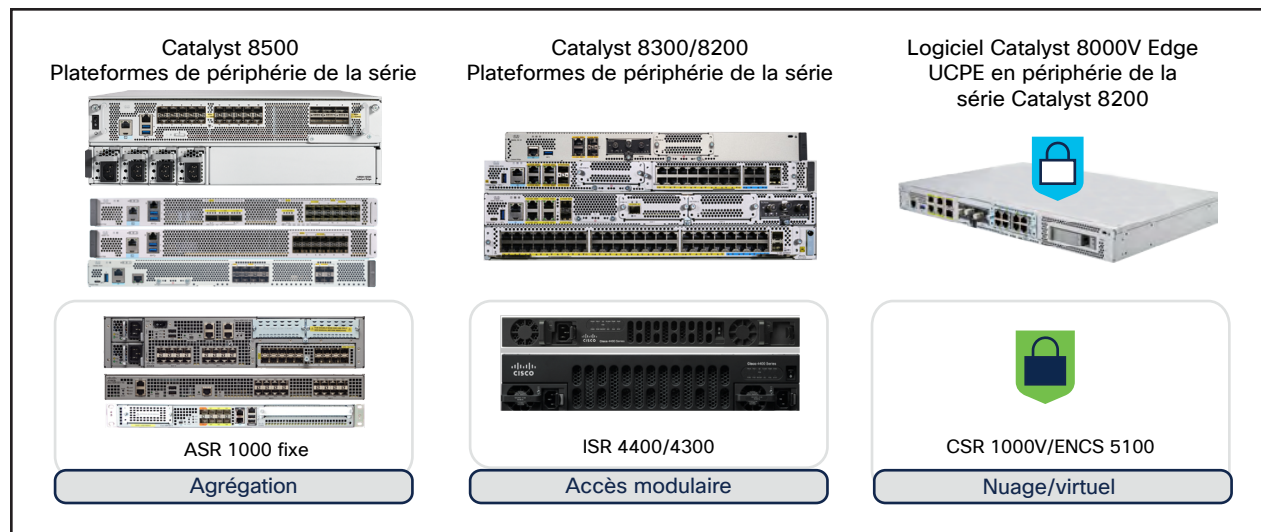 Catalyst 8500
Plateformes de périphérie de la série
Catalyst 8300/8200
Plateformes de périphérie de la série
Logiciel Catalyst 8000V Edge
UCPE en périphérie de la
série Catalyst 8200
ASR 1000 fixe
Agrégation
CISCO
CISCO
ISR 4400/4300
Accès modulaire
CSR 1000V/ENCS 5100
Nuage/virtuel